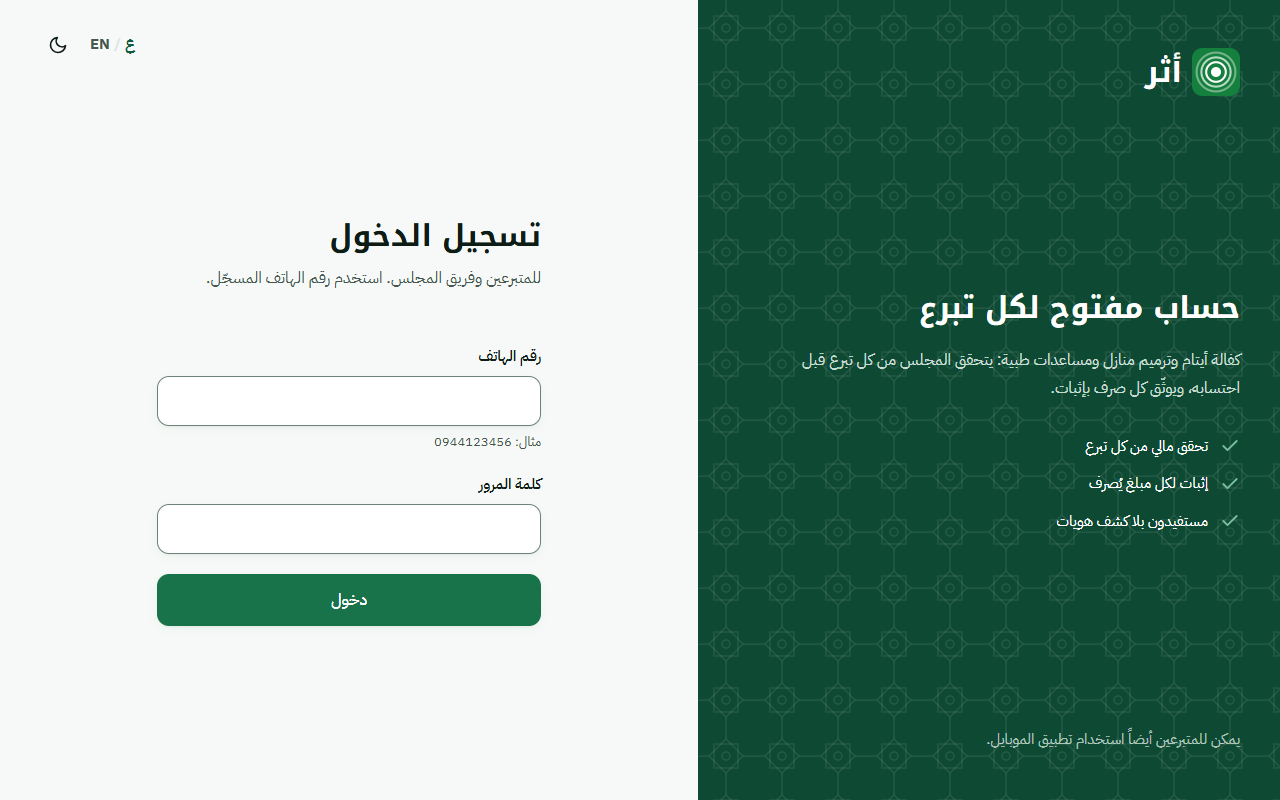 أثر
حساب مفتوح لكل تبرع
كفالة أيتام وترميم منازل ومساعدات طبية: يتحقق المجلس من كل تبرع قبل
احتسابه، ويوثّق كل صرف بإثبات.
تحقق مالي من كل تبرع
إثبات لكل مبلغ يُصرف
مستفيدون بلا كشف هويات
يمكن للمتبرعين أيضاً استخدام تطبيق الموبايل.
ع / EN
تسجيل الدخول
للمتبرعين وفريق المجلس. استخدم رقم الهاتف المسجّل.
رقم الهاتف
مثال: 0944123456
كلمة المرور
دخول